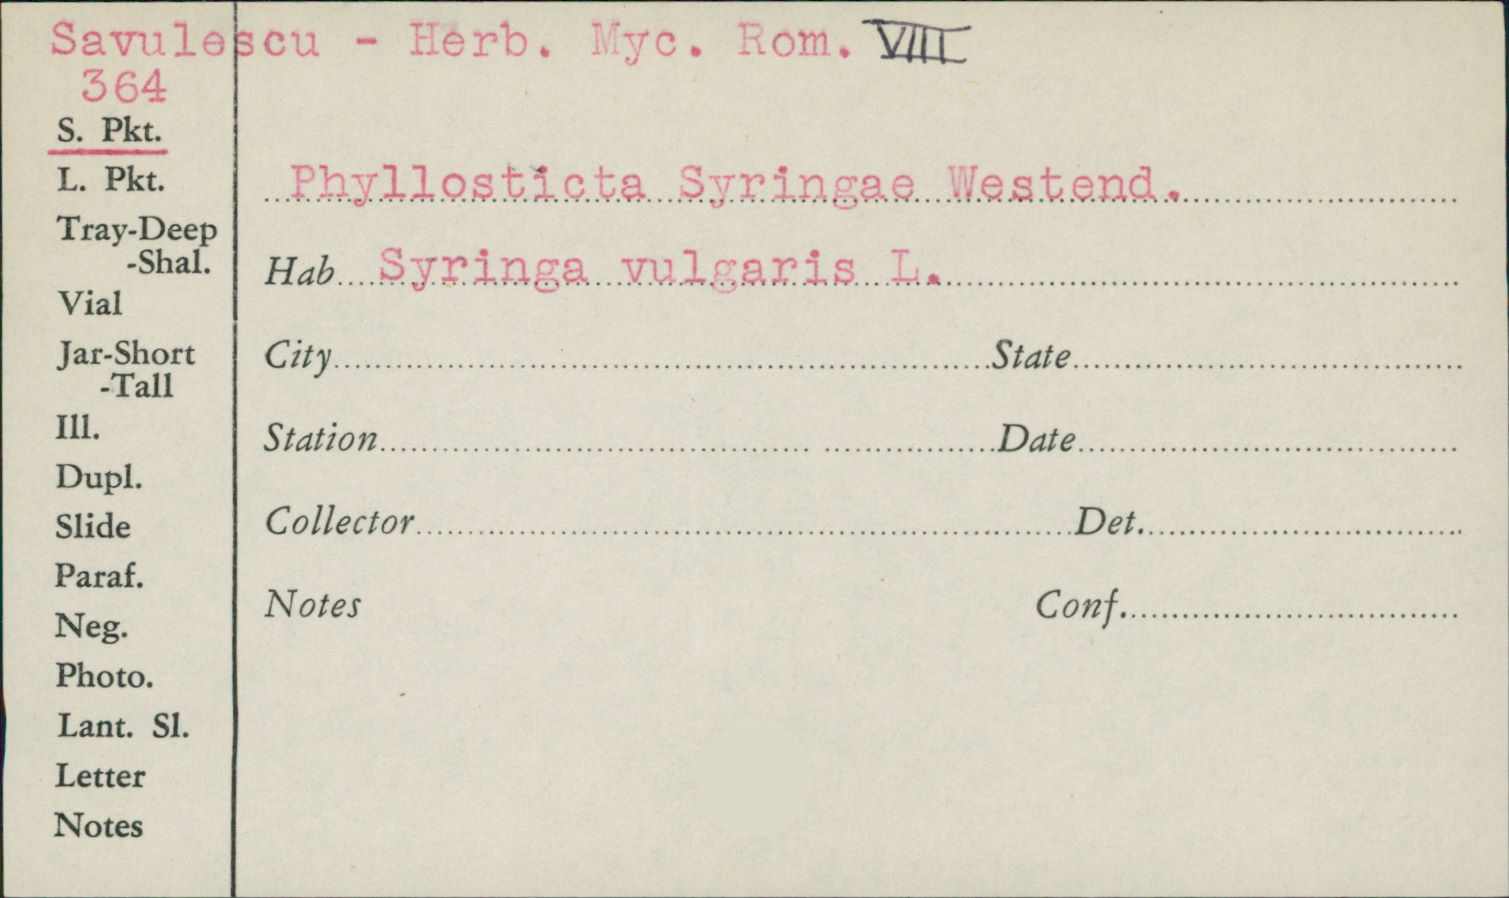 Savulescu - Herb. Myc. Rom. VIII
364
S. Pkt.
L. Pkt.
Tray-Deep
-Shal.
Vial
Jar-Short
-Tall
Ill.
Dupl.
Slide
Paraf.
Neg.
Photo.
Lant. Sl.
Letter
Notes
Phyllosticta Syringae Westend.
Hab Syringa vulgaris L.
City State
Station Date
Collector Det.
Notes Conf.